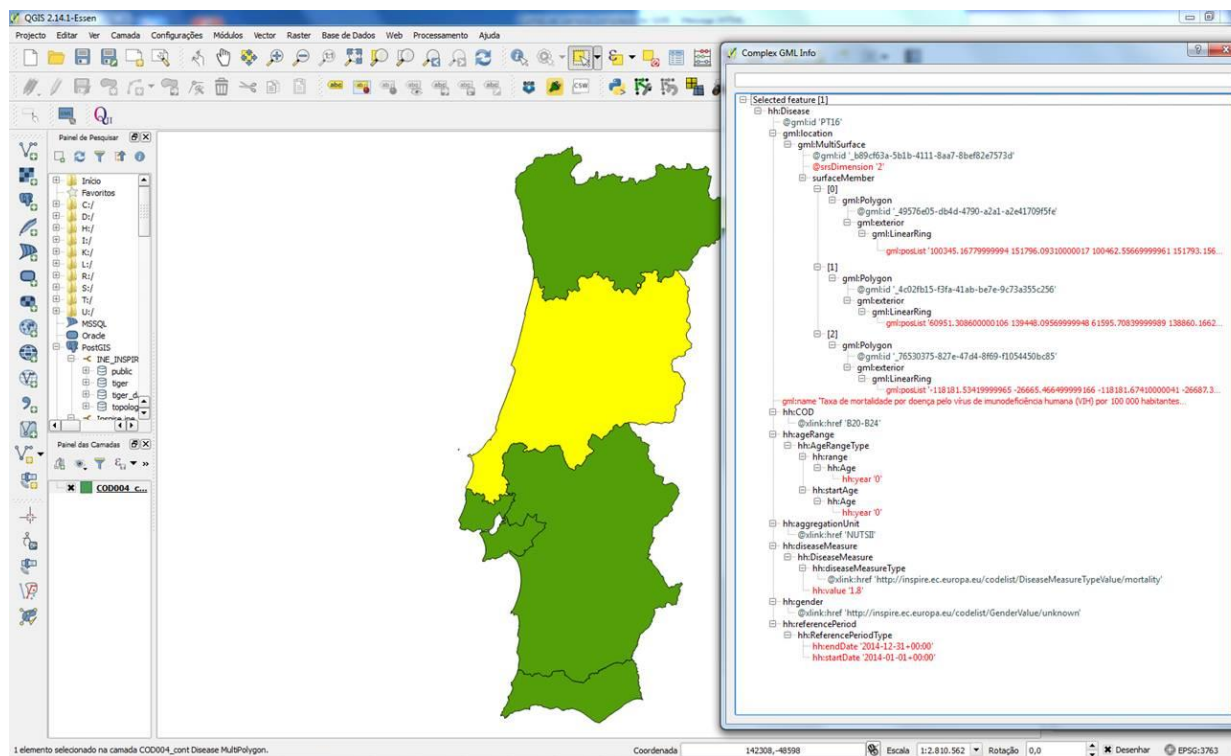 QGIS 2.14.1-Essen
Projecto Editar Ver Camada Configurações Módulos Vector Raster Base de Dados Web Processamento Ajuda
CSW
Painel de Pesquisar
Início
Favoritos
C:/
D:/
H:/
I:/
K:/
L:/
R:/
S:/
T:/
U:/
MSSQL
Oracle
PostGIS
INE_INSPIR
public
tiger
tiger_d
topolog
Inspire_ine
Painel das Camadas
COD004_c...
Complex GML Info
Selected feature [1]
hh:Disease
@gml:id 'PT16'
gml:location
gml:MultiSurface
@gml:id '_b89cf63a-5b1b-4111-8aa7-8bef82e7573d'
@srsDimension '2'
surfaceMember
[0]
gml:Polygon
@gml:id '_49576e05-db4d-4790-a2a1-a2e41709f5fe'
gml:exterior
gml:LinearRing
gml:posList '100345.16779999994 151796.09310000017 100462.55669999961 151793.156...
[1]
gml:Polygon
@gml:id '_4c02fb15-f3fa-41ab-be7e-9c73a355c256'
gml:exterior
gml:LinearRing
gml:posList '60951.308600000106 139448.09569999948 61595.70839999989 138860.1662...
[2]
gml:Polygon
@gml:id '_76530375-827e-47d4-8f69-f1054450bc85'
gml:exterior
gml:LinearRing
gml:posList '-118181.53419999965 -26665.466499999166 -118181.67410000041 -26687.3...
gml:name 'Taxa de mortalidade por doença pelo vírus de imunodeficiência humana (VIH) por 100 000 habitantes...
hh:COD
@xlink:href 'B20-B24'
hh:ageRange
hh:AgeRangeType
hh:range
hh:Age
hh:year '0'
hh:startAge
hh:Age
hh:year '0'
hh:aggregationUnit
@xlink:href 'NUTSII'
hh:diseaseMeasure
hh:DiseaseMeasure
hh:diseaseMeasureType
@xlink:href 'http://inspire.ec.europa.eu/codelist/DiseaseMeasureTypeValue/mortality'
hh:value '1.8'
hh:gender
@xlink:href 'http://inspire.ec.europa.eu/codelist/GenderValue/unknown'
hh:referencePeriod
hh:ReferencePeriodType
hh:endDate '2014-12-31+00:00'
hh:startDate '2014-01-01+00:00'
1 elemento selecionado na camada COD004_cont Disease MultiPolygon.
Coordenada 142308,-48598 Escala 1:2.810.562 Rotação 0,0 Desenhar EPSG:3763